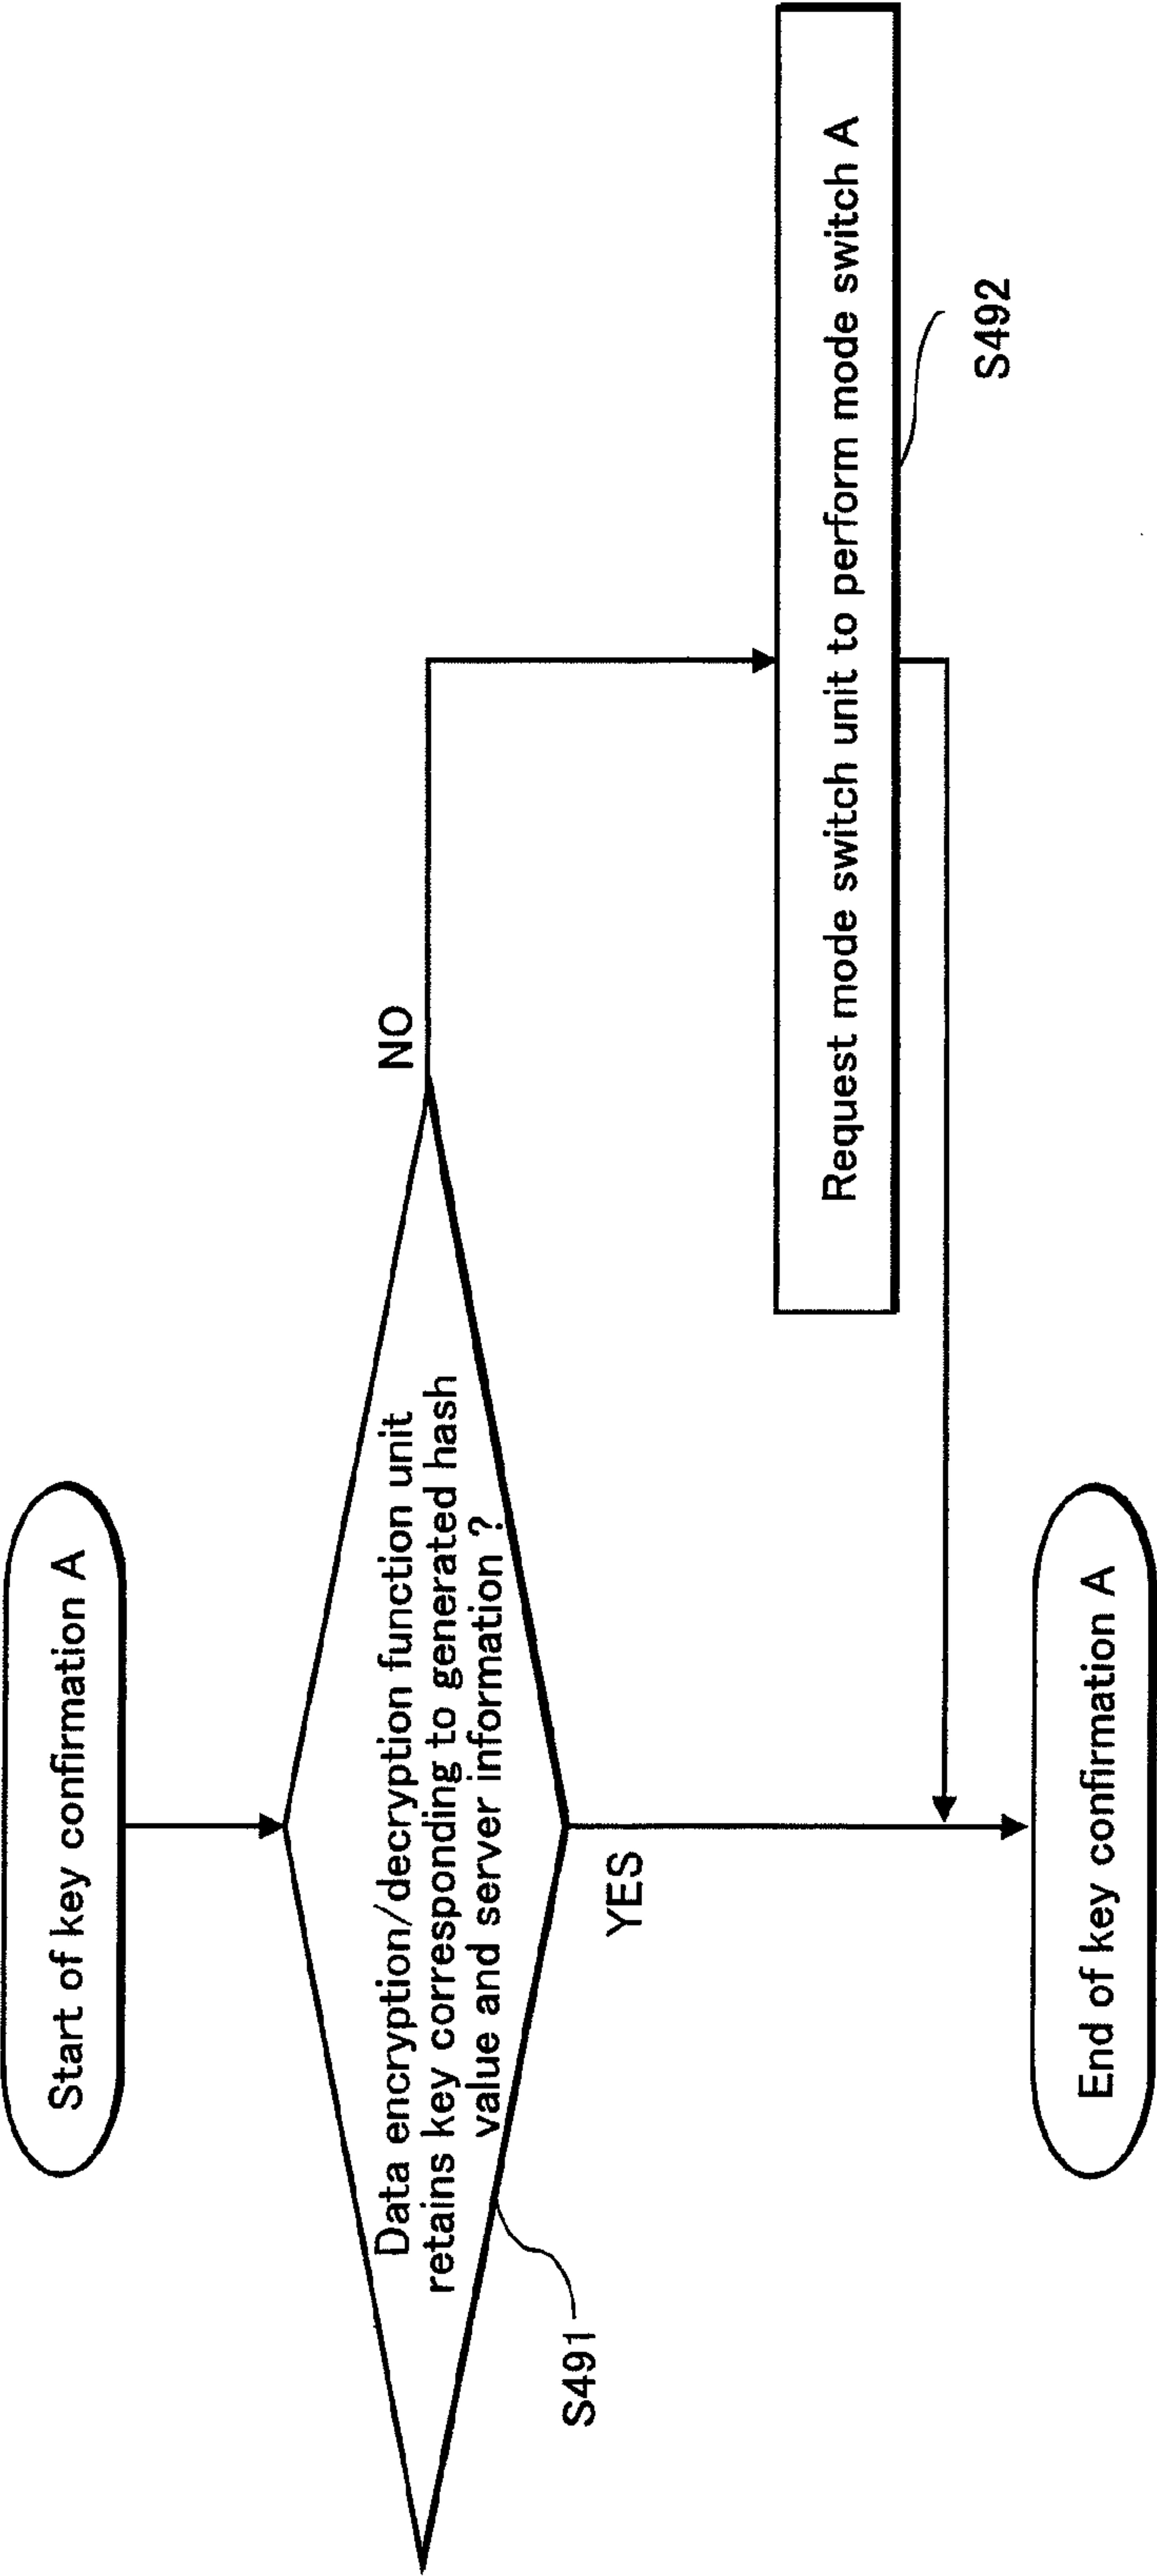 Start of key confirmation A
Data encryption/decryption function unit
retains key corresponding to generated hash
value and server information ?
S491
NO
YES
Request mode switch unit to perform mode switch A
S492
End of key confirmation A